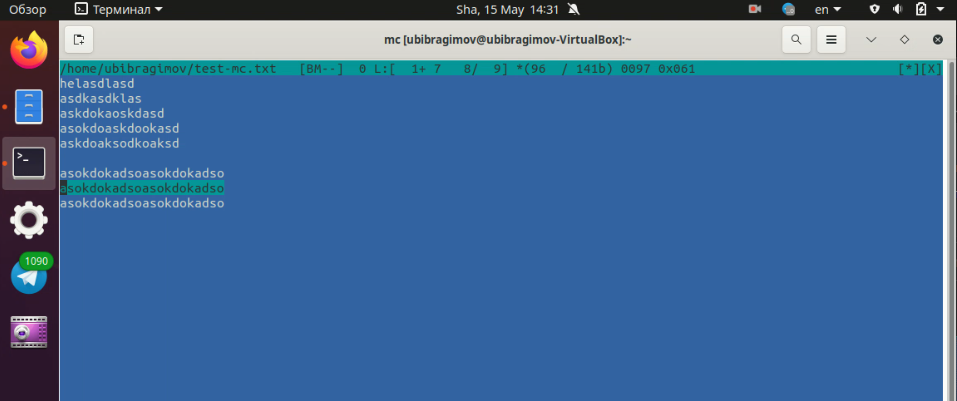 Обзор Терминал Sha, 15 May 14:31 en
mc [ubibragimov@ubibragimov-VirtualBox]:~
/home/ubibragimov/test-mc.txt [BM--] 0 L:[ 1+ 7 8/ 9] *(96 / 141b) 0097 0x061 [*][X]
helasdlasd
asdkasdklas
askdokaoskdasd
asokdoaskdookasd
askdoaksodkoaksd
asokdokadsoasokdokadso
asokdokadsoasokdokadso
asokdokadsoasokdokadso
1090